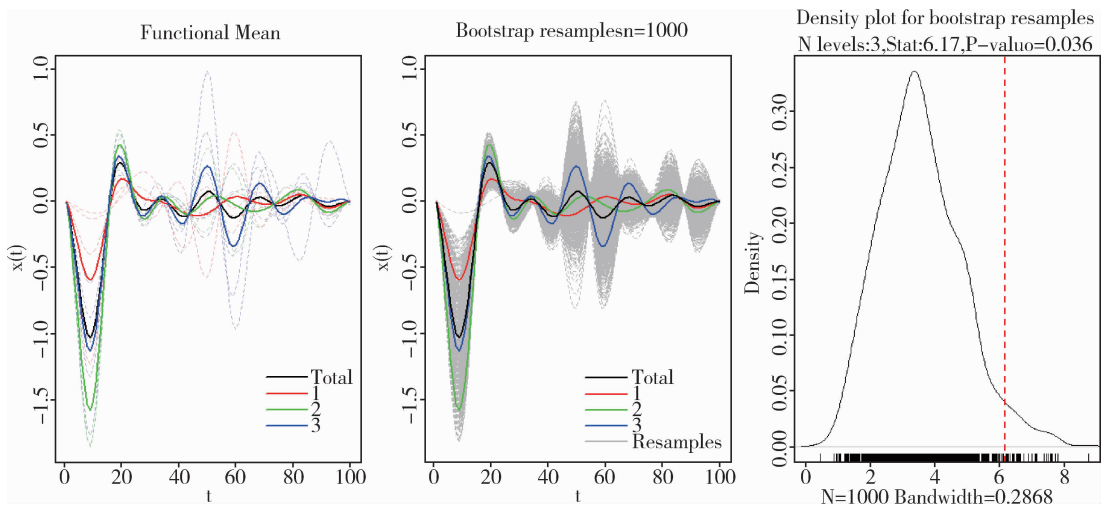 Functional Mean
1.0
0.5
0.0
−0.5
−1.0
−1.5
x(t)
Total
1
2
3
0 20 40 60 80 100
t
Bootstrap resamplesn=1000
1.0
0.5
0.0
−0.5
−1.0
−1.5
x(t)
Total
1
2
3
Resamples
0 20 40 60 80 100
t
Density plot for bootstrap resamples
N levels:3,Stat:6.17,P−valuo=0.036
0.30
0.25
0.20
0.15
0.10
0.05
0.00
Density
0 2 4 6 8
N=1000 Bandwidth=0.2868